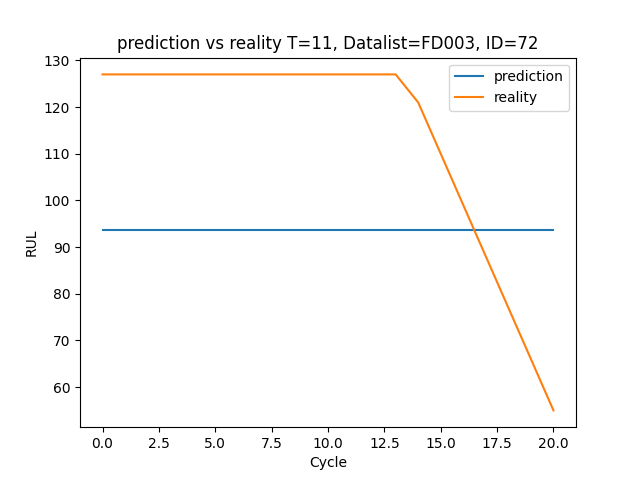 prediction vs reality T=11, Datalist=FD003, ID=72
130
120
110
100
90
80
70
60
RUL
prediction
reality
0.0 2.5 5.0 7.5 10.0 12.5 15.0 17.5 20.0
Cycle